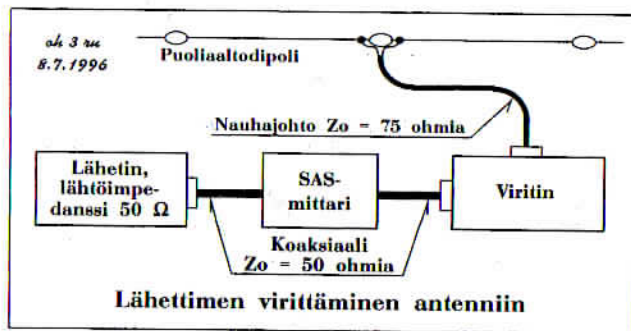 oh 3 ru
8.7.1996
Puoliaaltodipoli
Nauhajohto Zo = 75 ohmia
Lähetin,
lähtöimpe-
danssi 50 Ω
SAS-
mittari
Viritin
Koaksiaali
Zo = 50 ohmia
Lähettimen virittäminen antenniin